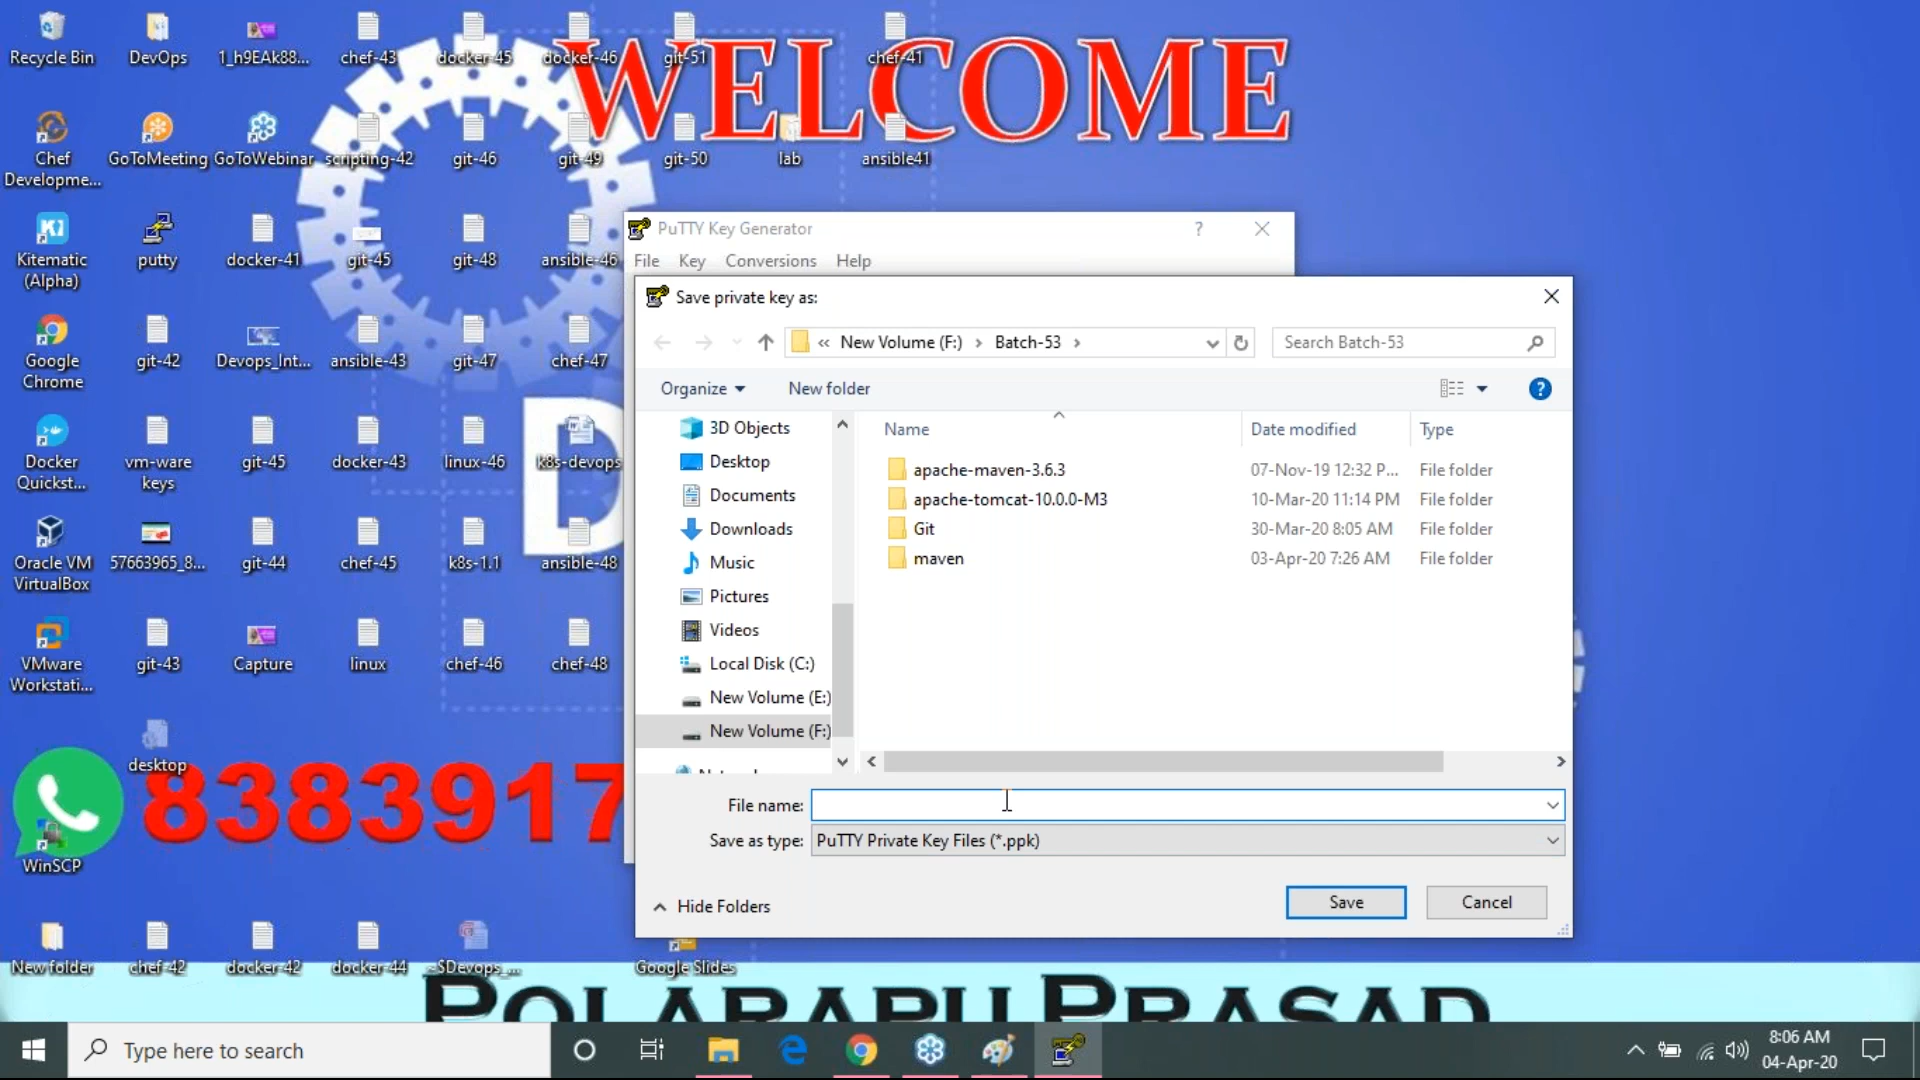 WELCOME
Recycle Bin
DevOps
1_h9EAk88...
chef-43
docker-45
docker-46
git-51
chef-41
Chef
Developme...
GoToMeeting
GoToWebinar
scripting-42
git-46
git-49
git-50
lab
ansible41
Kitematic
(Alpha)
putty
docker-41
git-45
git-48
ansible-46
Google
Chrome
git-42
Devops_Int...
ansible-43
git-47
chef-47
Docker
Quickst...
vm-ware
keys
git-45
docker-43
linux-46
k8s-devops
D
Oracle VM
VirtualBox
57663965_8...
git-44
chef-45
k8s-1.1
ansible-48
VMware
Workstati...
git-43
Capture
linux
chef-46
chef-48
desktop
8383917
WinSCP
New folder
chef-42
docker-42
docker-44
~$Devops_...
Google Slides
PuTTY Key Generator
?
File Key Conversions Help
Save private key as:
« New Volume (F:) › Batch-53 ›
Search Batch-53
Organize
New folder
?
3D Objects
Desktop
Documents
Downloads
Music
Pictures
Videos
Local Disk (C:)
New Volume (E:)
New Volume (F:)
Name Date modified Type
apache-maven-3.6.3 07-Nov-19 12:32 P... File folder
apache-tomcat-10.0.0-M3 10-Mar-20 11:14 PM File folder
Git 30-Mar-20 8:05 AM File folder
maven 03-Apr-20 7:26 AM File folder
File name:
Save as type: PuTTY Private Key Files (*.ppk)
Hide Folders
Save
Cancel
POLARAPU PRASAD
Type here to search
8:06 AM
04-Apr-20